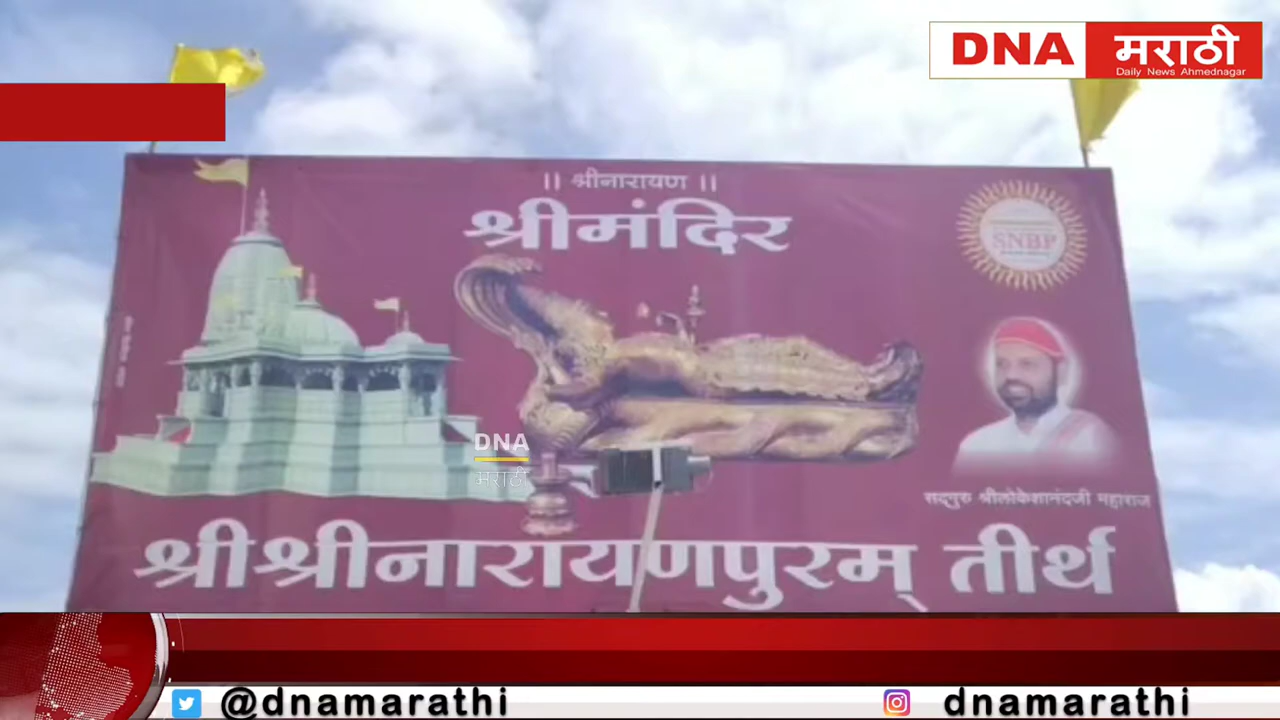 DNA मराठी
Daily News Ahmednagar
|| श्रीनारायण ||
श्रीमंदिर
SNBP
DNA
मराठी
सद्गुरु श्रीलोकेशानंदजी महाराज
श्रीश्रीनारायणपुरम् तीर्थ
@dnamarathi
dnamarathi